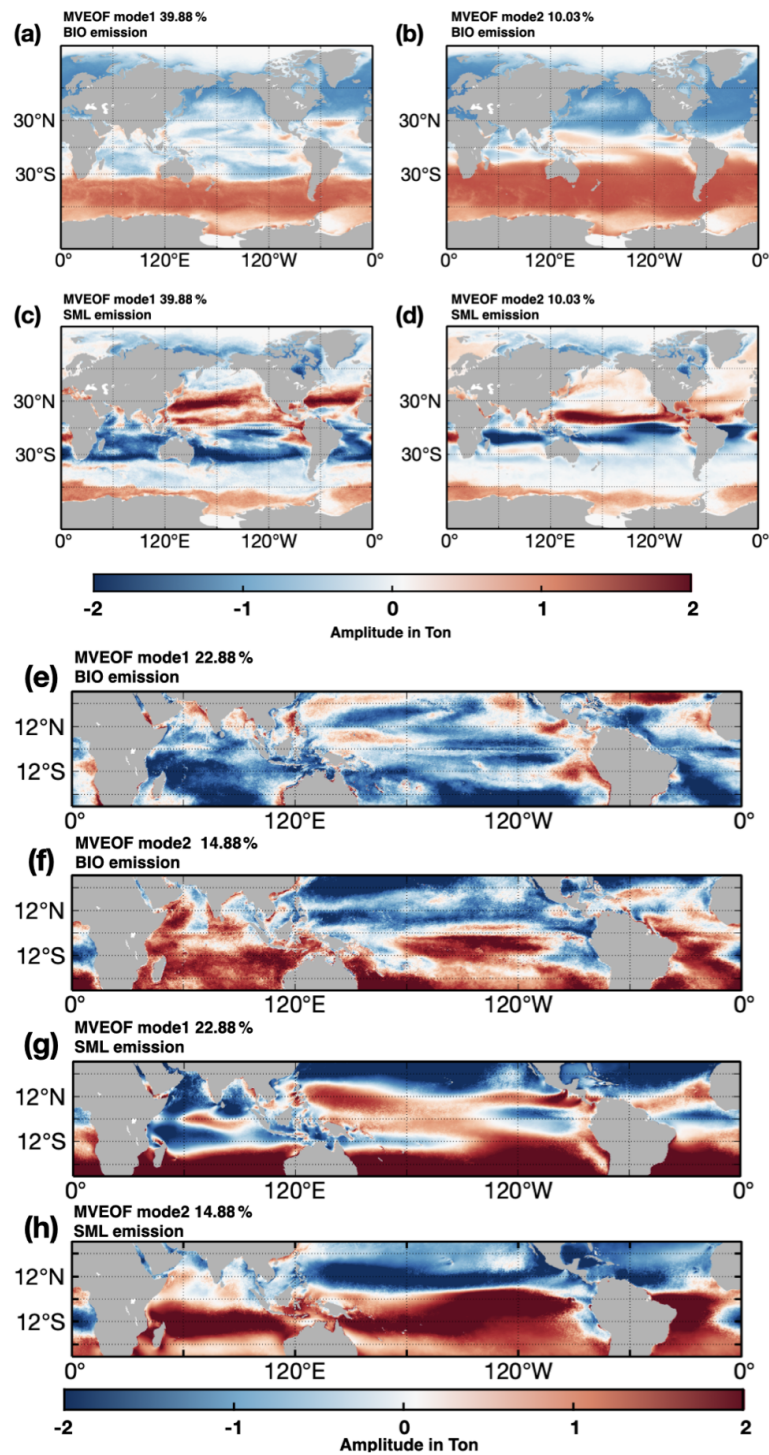 MVEOF mode1 39.88 %
(a) BIO emission
30°N
30°S
0° 120°E 120°W 0°
MVEOF mode2 10.03 %
(b) BIO emission
30°N
30°S
0° 120°E 120°W 0°
MVEOF mode1 39.88 %
(c) SML emission
30°N
30°S
0° 120°E 120°W 0°
MVEOF mode2 10.03 %
(d) SML emission
30°N
30°S
0° 120°E 120°W 0°
-2 -1 0 1 2
Amplitude in Ton
MVEOF mode1 22.88 %
(e) BIO emission
12°N
12°S
0° 120°E 120°W 0°
MVEOF mode2 14.88 %
(f) BIO emission
12°N
12°S
0° 120°E 120°W 0°
MVEOF mode1 22.88 %
(g) SML emission
12°N
12°S
0° 120°E 120°W 0°
MVEOF mode2 14.88 %
(h) SML emission
12°N
12°S
0° 120°E 120°W 0°
-2 -1 0 1 2
Amplitude in Ton